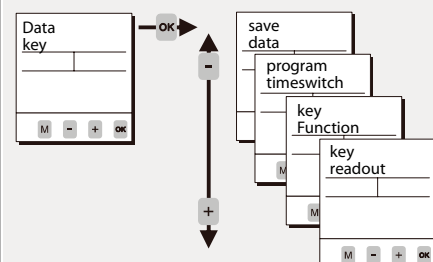 Data
key
M - + OK
OK
-
+
save
data
program
timeswitch
M
key
Function
M
key
readout
M - + OK